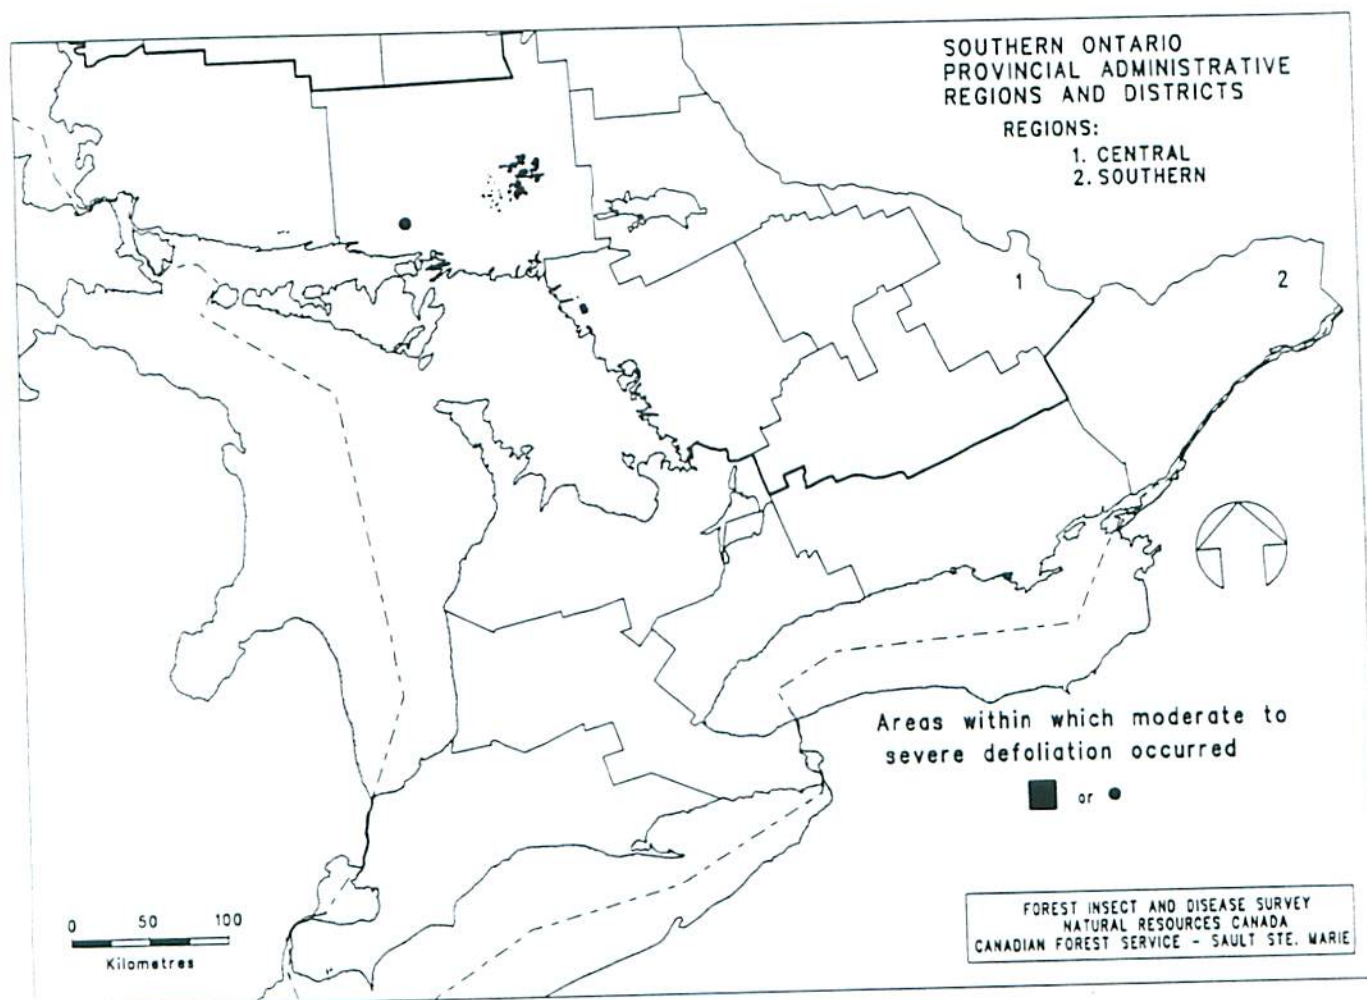 SOUTHERN ONTARIO
PROVINCIAL ADMINISTRATIVE
REGIONS AND DISTRICTS
REGIONS:
1. CENTRAL
2. SOUTHERN
1
2
Areas within which moderate to
severe defoliation occurred
or
0 50 100
Kilometres
FOREST INSECT AND DISEASE SURVEY
NATURAL RESOURCES CANADA
CANADIAN FOREST SERVICE - SAULT STE. MARIE